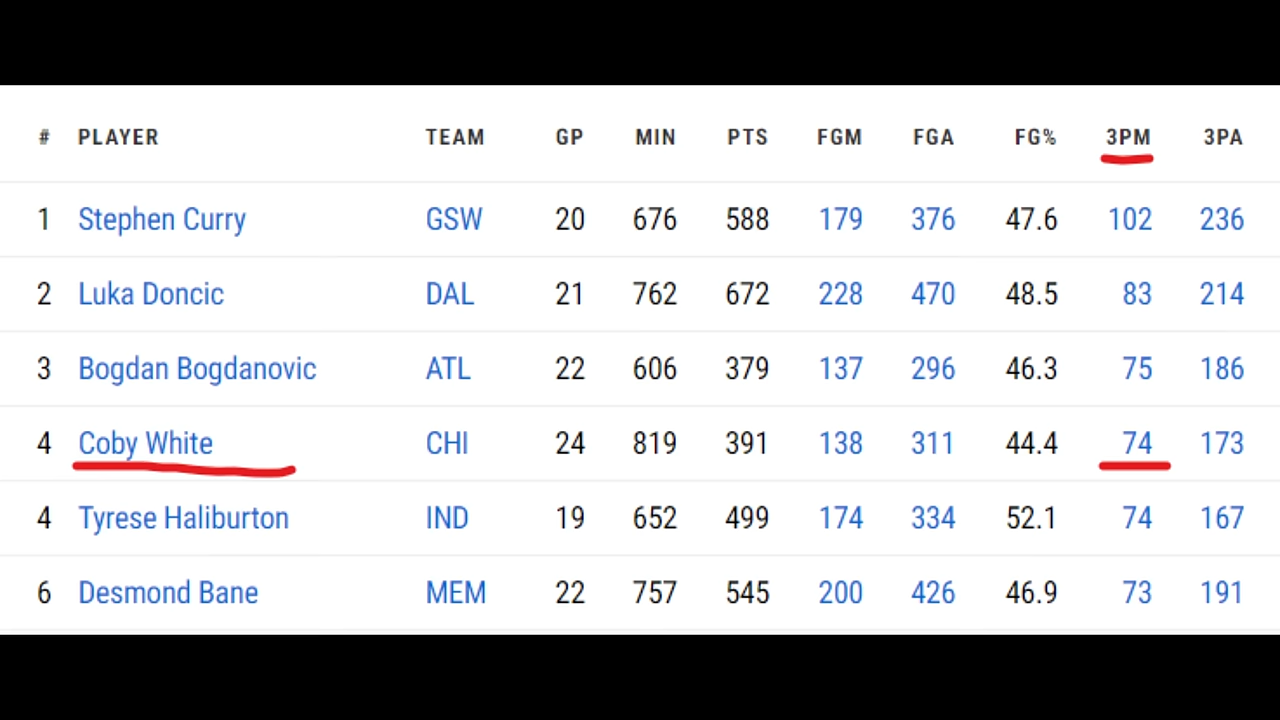 # PLAYER TEAM GP MIN PTS FGM FGA FG% 3PM 3PA
1 Stephen Curry GSW 20 676 588 179 376 47.6 102 236
2 Luka Doncic DAL 21 762 672 228 470 48.5 83 214
3 Bogdan Bogdanovic ATL 22 606 379 137 296 46.3 75 186
4 Coby White CHI 24 819 391 138 311 44.4 74 173
4 Tyrese Haliburton IND 19 652 499 174 334 52.1 74 167
6 Desmond Bane MEM 22 757 545 200 426 46.9 73 191